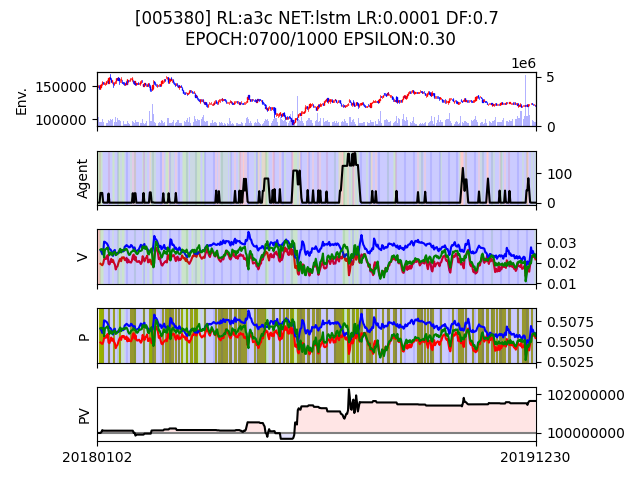 [005380] RL:a3c NET:lstm LR:0.0001 DF:0.7
EPOCH:0700/1000 EPSILON:0.30
1e6
Env.
150000
100000
5
0
Agent
100
0
V
0.03
0.02
0.01
P
0.5075
0.5050
0.5025
PV
102000000
100000000
20180102
20191230